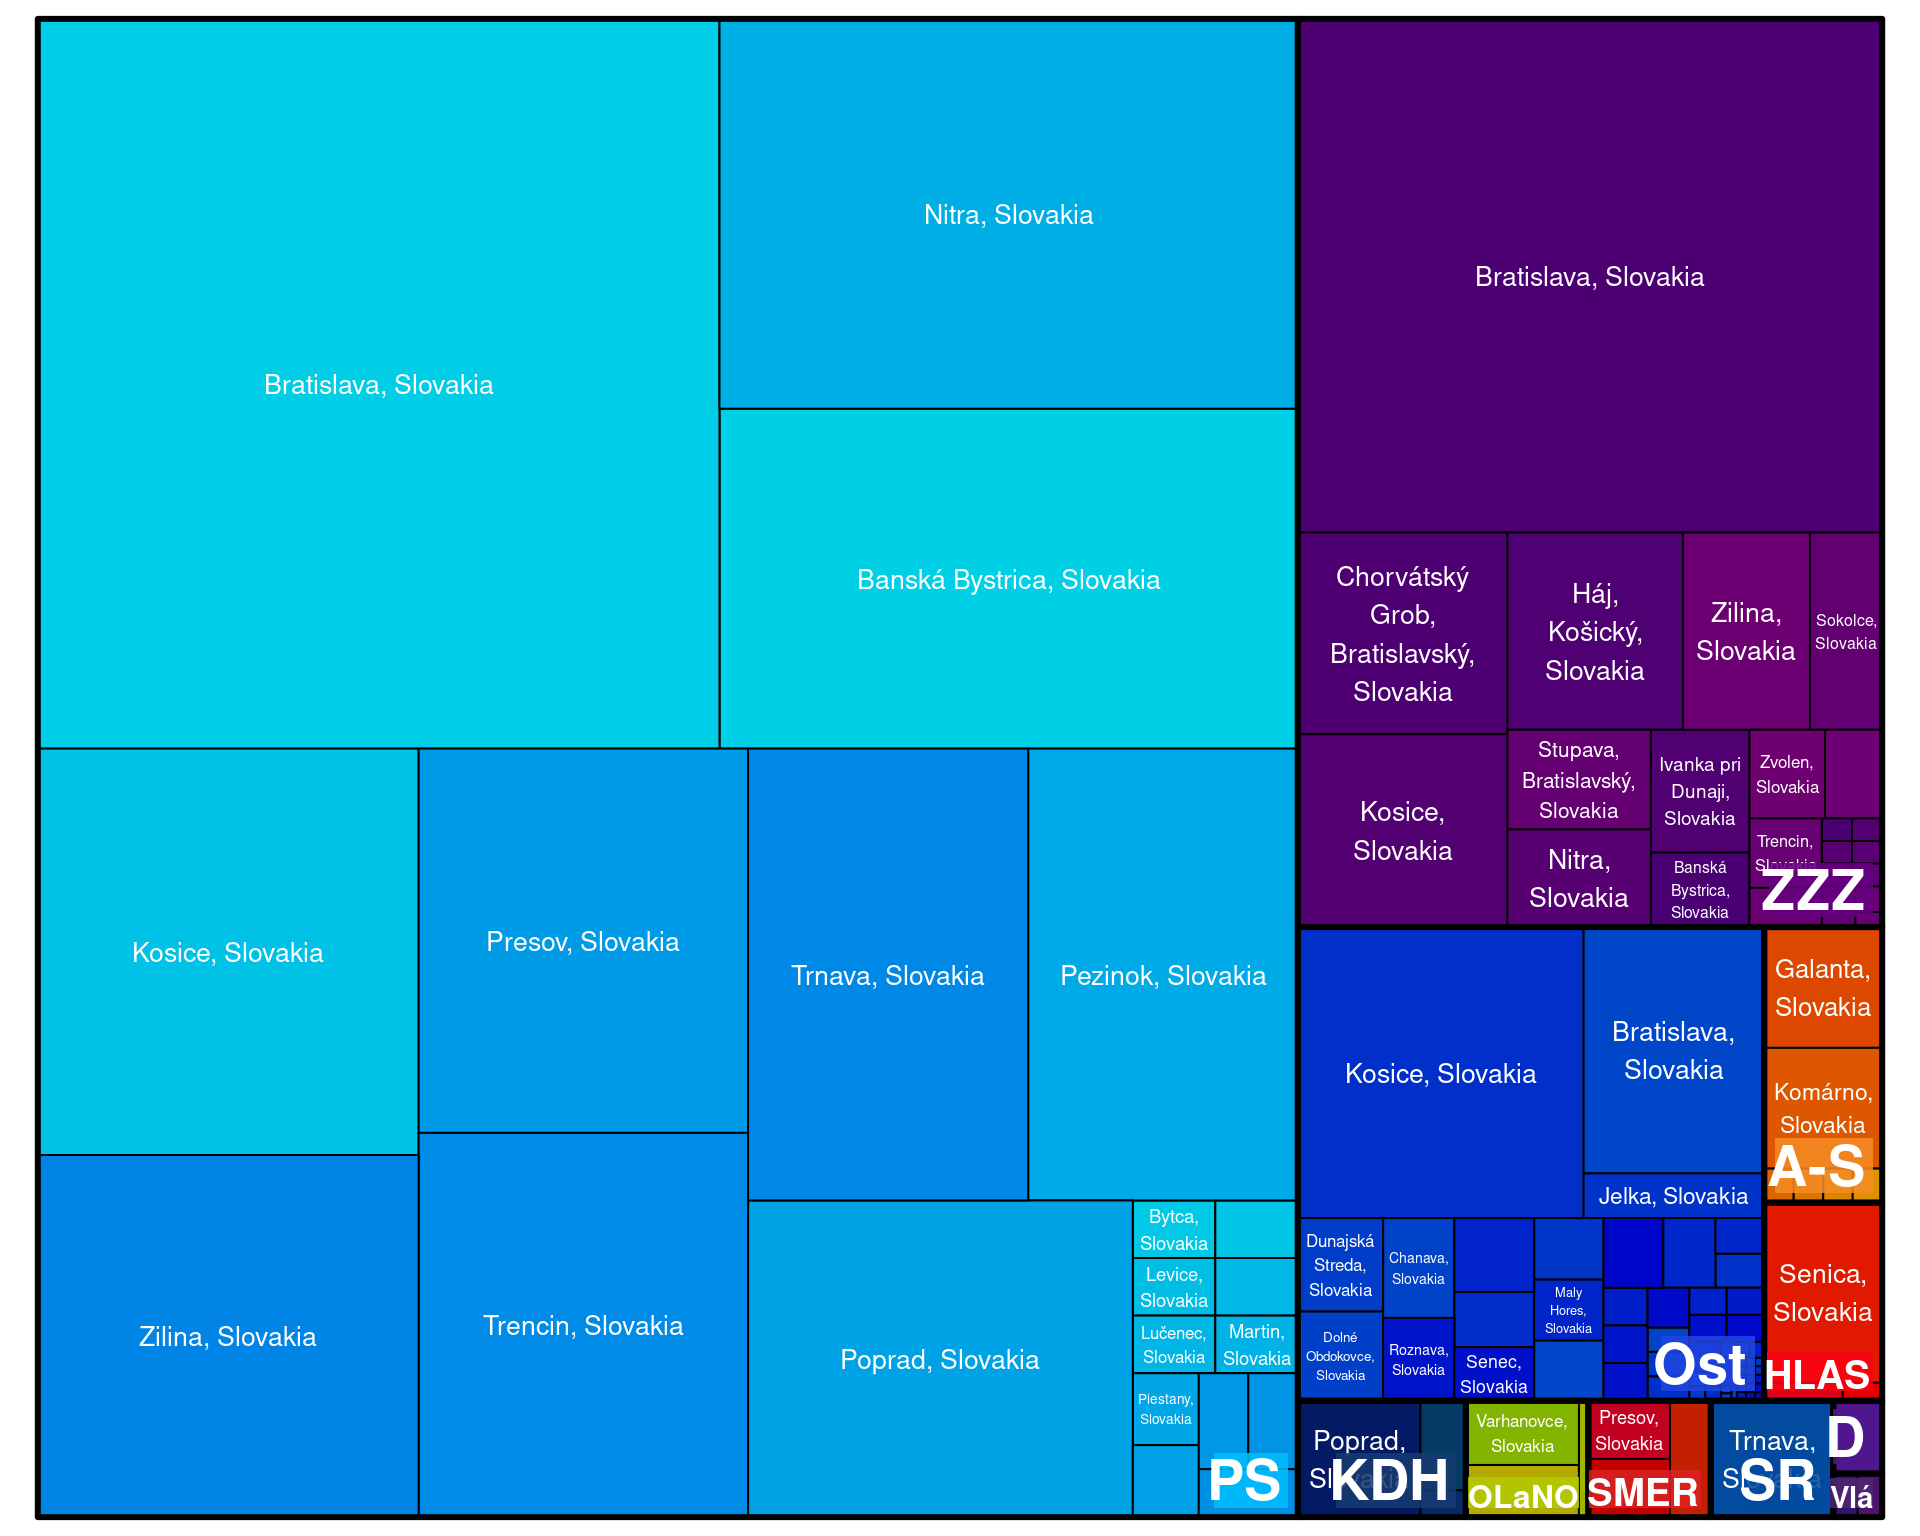 Bratislava, Slovakia
Nitra, Slovakia
Banská Bystrica, Slovakia
Kosice, Slovakia
Presov, Slovakia
Trnava, Slovakia
Pezinok, Slovakia
Zilina, Slovakia
Trencin, Slovakia
Poprad, Slovakia
Bytca,
Slovakia
Levice,
Slovakia
Lučenec,
Slovakia
Martin,
Slovakia
Piestany,
Slovakia
PS
Bratislava, Slovakia
Chorvátský
Grob,
Bratislavský,
Slovakia
Háj,
Košický,
Slovakia
Zilina,
Slovakia
Sokolce,
Slovakia
Kosice,
Slovakia
Stupava,
Bratislavský,
Slovakia
Nitra,
Slovakia
Ivanka pri
Dunaji,
Slovakia
Banská
Bystrica,
Slovakia
Zvolen,
Slovakia
Trencin,
Slovakia
ZZZ
Kosice, Slovakia
Bratislava,
Slovakia
Jelka, Slovakia
Dunajská
Streda,
Slovakia
Dolné
Obdokovce,
Slovakia
Chanava,
Slovakia
Roznava,
Slovakia
Senec,
Slovakia
Maly
Hores,
Slovakia
Ost
Galanta,
Slovakia
Komárno,
Slovakia
A-S
Senica,
Slovakia
HLAS
Poprad,
Slovakia
KDH
Varhanovce,
Slovakia
OLaNO
Presov,
Slovakia
SMER
Trnava,
Slovakia
SR
D
Vlá